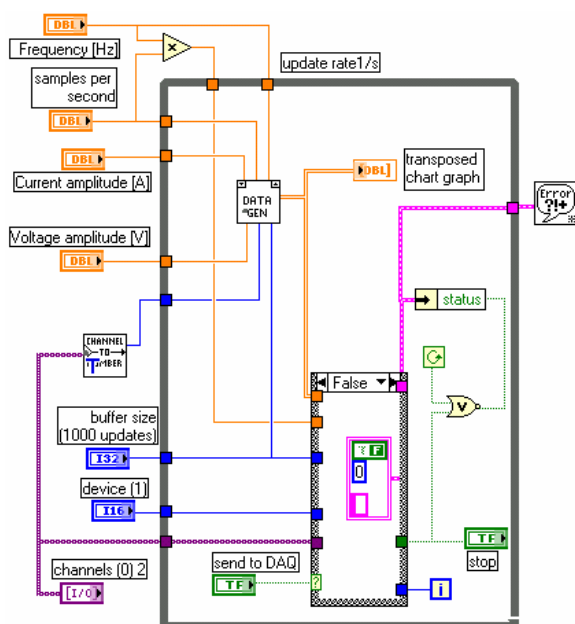 DBL
Frequency [Hz]
×
update rate1/s
samples per
second
DBL
DBL
Current amplitude [A]
DATA
GEN
DBL]
transposed
chart graph
Error
?!+
Voltage amplitude [V]
DBL
status
CHANNEL
TO
NUMBER
False
V
buffer size
(1000 updates)
I32
F
0
device (1)
I16
channels (0) 2
[I/O]
send to DAQ
TF
?
TF
stop
i